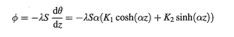 ϕ = −λS dθ/dz = −λSα(K₁ cosh(αz) + K₂ sinh(αz))